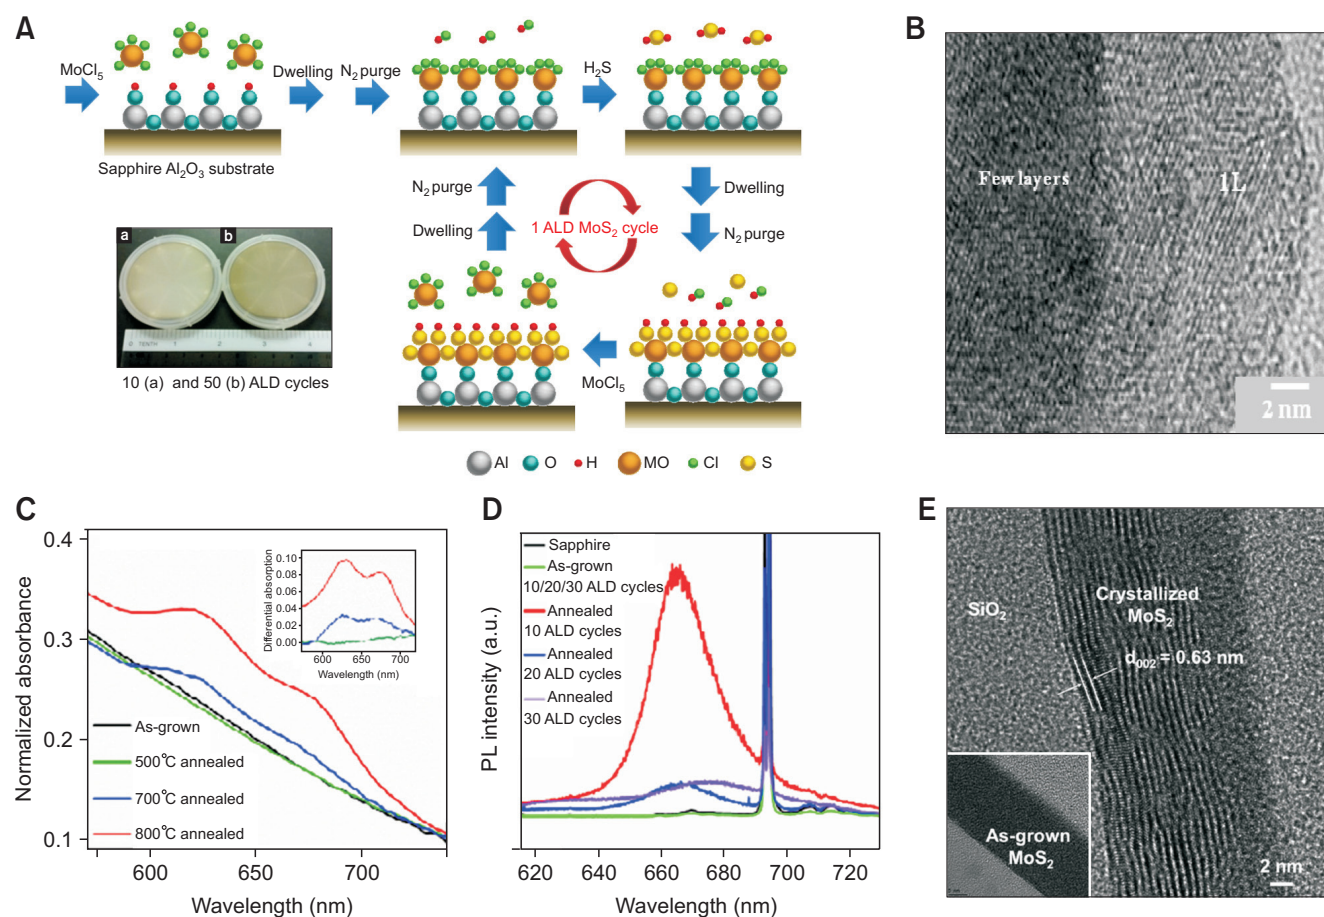 A
MoCl5
Dwelling
N2 purge
H2S
Sapphire Al2O3 substrate
N2 purge
Dwelling
1 ALD MoS2 cycle
Dwelling
N2 purge
MoCl5
a
b
0 TENTH 1 2 3 4
10 (a) and 50 (b) ALD cycles
Al O H MO Cl S
B
Few layers
1L
2 nm
C
Normalized absorbance
0.4
0.3
0.2
0.1
600 650 700
Wavelength (nm)
As-grown
500°C annealed
700°C annealed
800°C annealed
Differential absorption
0.10
0.08
0.06
0.04
0.02
0.00
600 650 700
Wavelength (nm)
D
PL intensity (a.u.)
Sapphire
As-grown
10/20/30 ALD cycles
Annealed
10 ALD cycles
Annealed
20 ALD cycles
Annealed
30 ALD cycles
620 640 660 680 700 720
Wavelength (nm)
E
SiO2
Crystallized
MoS2
d002 = 0.63 nm
As-grown
MoS2
2 nm